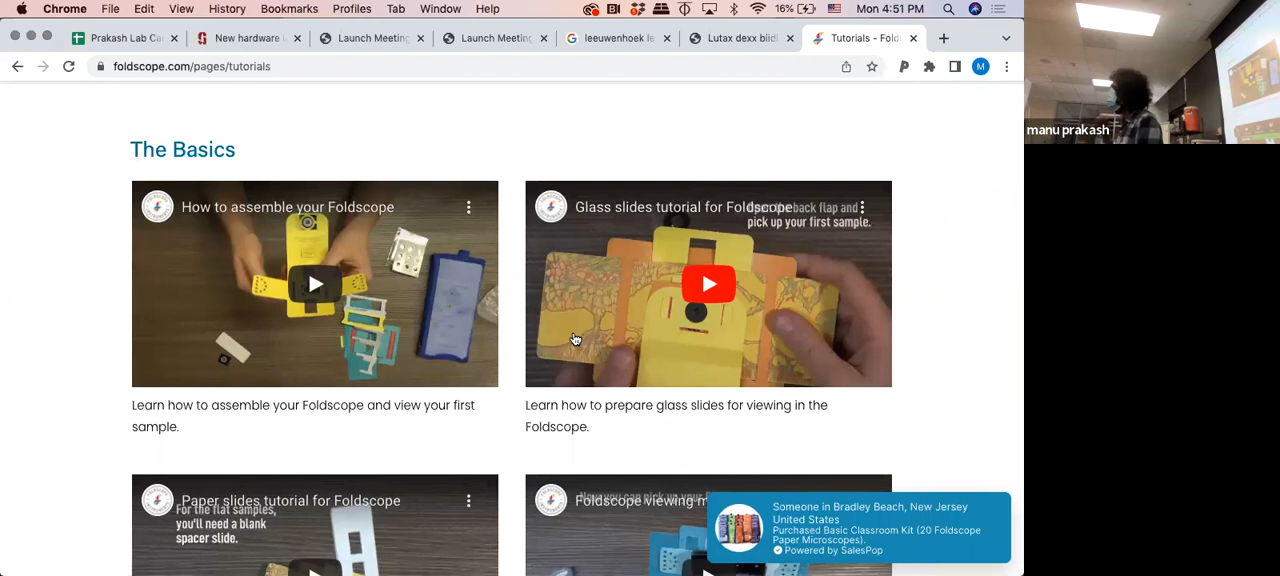 Chrome File Edit View History Bookmarks Profiles Tab Window Help 16% Mon 4:51 PM
Prakash Lab Ca New hardware Launch Meeting Launch Meeting leeuwenhoek le Lutax dexx Tutorials - Fold
foldscope.com/pages/tutorials M
manu prakash
The Basics
How to assemble your Foldscope
Glass slides tutorial for Foldscope
back flap and
pick up your first sample.
Learn how to assemble your Foldscope and view your first
sample.
Learn how to prepare glass slides for viewing in the
Foldscope.
Paper slides tutorial for Foldscope
For the flat samples,
you'll need a blank
spacer slide.
Foldscope viewing
Someone in Bradley Beach, New Jersey
United States
Purchased Basic Classroom Kit (20 Foldscope
Paper Microscopes).
Powered by SalesPop